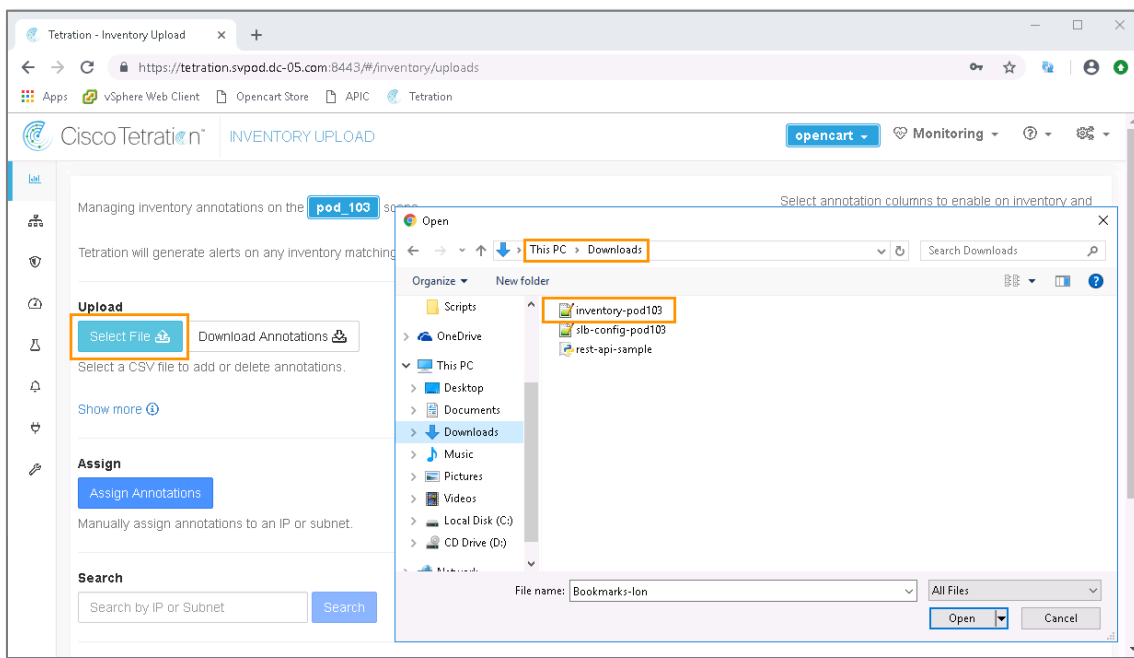 Tetration - Inventory Upload
https://tetration.svpod.dc-05.com:8443/#/inventory/uploads
Apps vSphere Web Client Opencart Store APIC Tetration
Cisco Tetration™ INVENTORY UPLOAD opencart Monitoring
Managing inventory annotations on the pod_103
Select annotation columns to enable on inventory and
Tetration will generate alerts on any inventory matching
Upload
Select File Download Annotations
Select a CSV file to add or delete annotations.
Show more
Assign
Assign Annotations
Manually assign annotations to an IP or subnet.
Search
Search by IP or Subnet Search
Open
This PC > Downloads Search Downloads
Organize New folder
Scripts
OneDrive
This PC
Desktop
Documents
Downloads
Music
Pictures
Videos
Local Disk (C:)
CD Drive (D:)
inventory-pod103
slb-config-pod103
rest-api-sample
File name: Bookmarks-lon All Files
Open Cancel